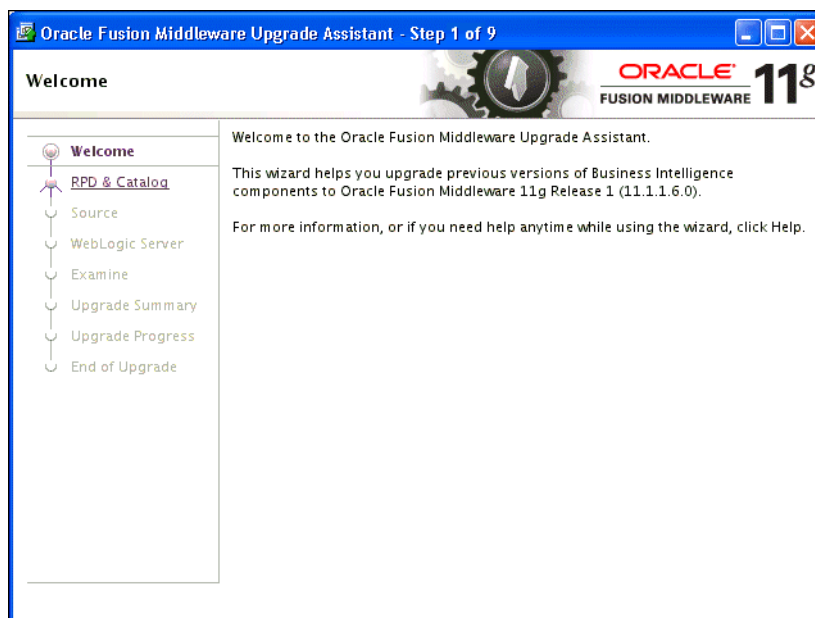 Oracle Fusion Middleware Upgrade Assistant - Step 1 of 9
Welcome
ORACLE
FUSION MIDDLEWARE 11g
Welcome
RPD & Catalog
Source
WebLogic Server
Examine
Upgrade Summary
Upgrade Progress
End of Upgrade
Welcome to the Oracle Fusion Middleware Upgrade Assistant.
This wizard helps you upgrade previous versions of Business Intelligence
components to Oracle Fusion Middleware 11g Release 1 (11.1.1.6.0).
For more information, or if you need help anytime while using the wizard, click Help.